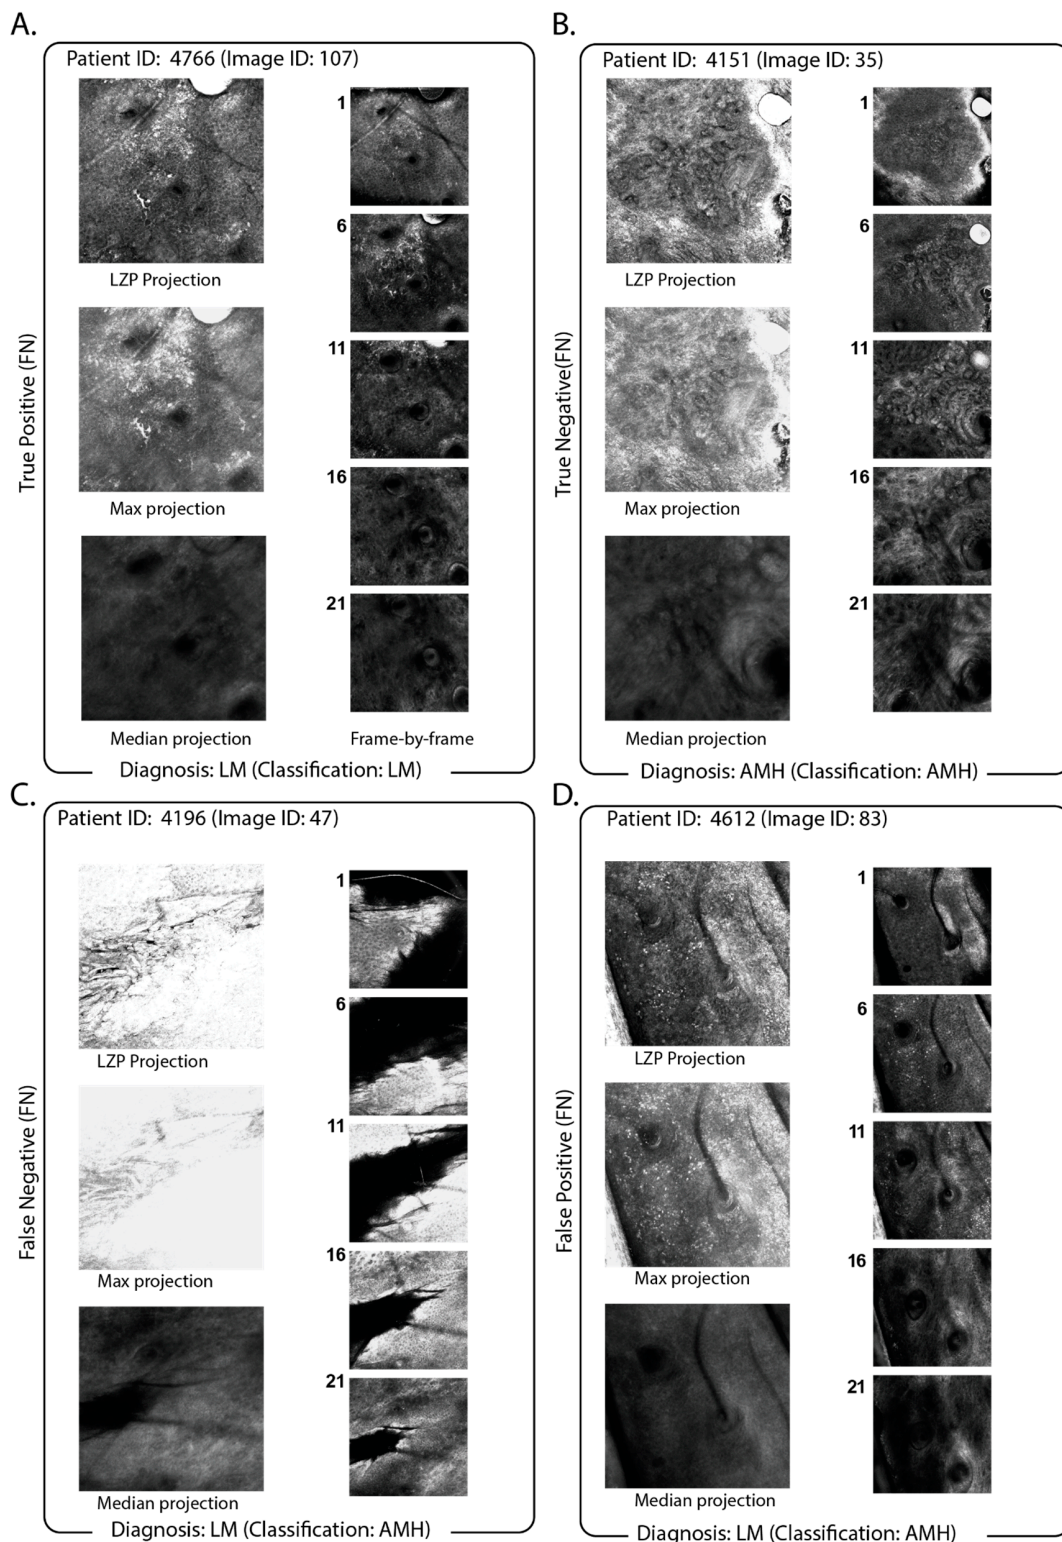 A.
Patient ID: 4766 (Image ID: 107)
True Positive (FN)
LZP Projection
Max projection
Median projection
1
6
11
16
21
Frame-by-frame
Diagnosis: LM (Classification: LM)
B.
Patient ID: 4151 (Image ID: 35)
True Negative(FN)
LZP Projection
Max projection
Median projection
1
6
11
16
21
Diagnosis: AMH (Classification: AMH)
C.
Patient ID: 4196 (Image ID: 47)
False Negative (FN)
LZP Projection
Max projection
Median projection
1
6
11
16
21
Diagnosis: LM (Classification: AMH)
D.
Patient ID: 4612 (Image ID: 83)
False Positive (FN)
LZP Projection
Max projection
Median projection
1
6
11
16
21
Diagnosis: LM (Classification: AMH)